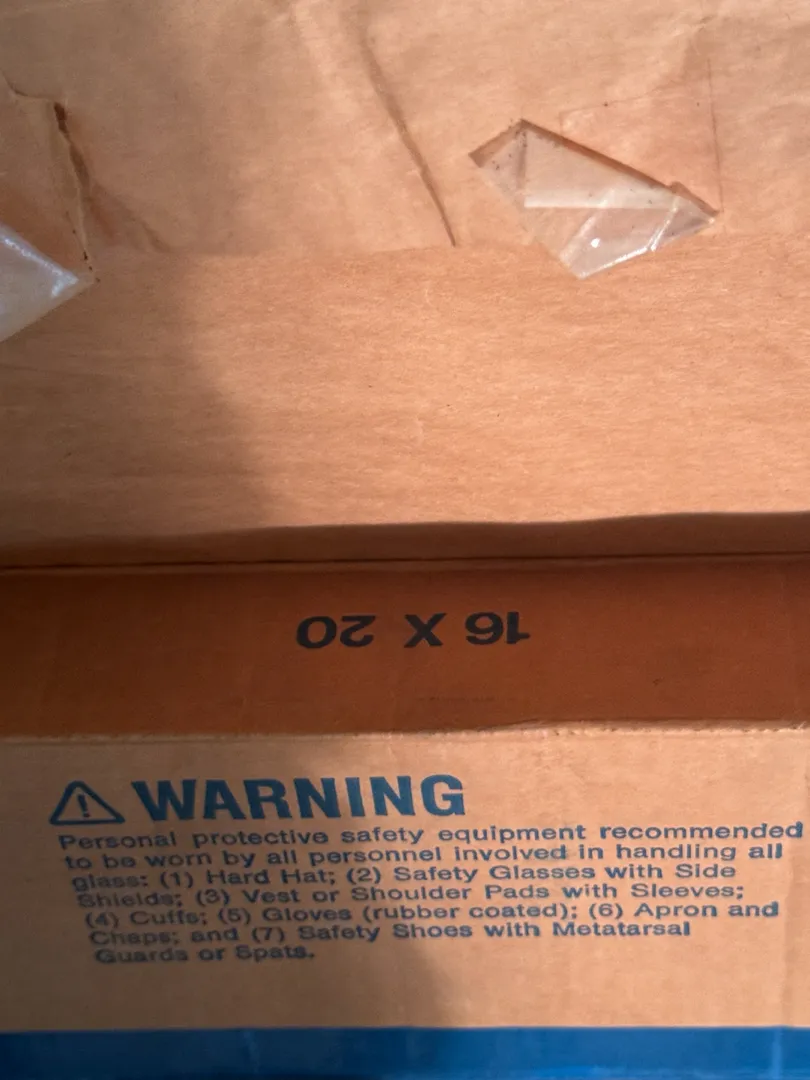 16 X 20
WARNING
Personal protective safety equipment recommended
to be worn by all personnel involved in handling all
glass: (1) Hard Hat; (2) Safety Glasses with Side
Shields; (3) Vest or Shoulder Pads with Sleeves;
(4) Cuffs; (5) Gloves (rubber coated); (6) Apron and
Chaps; and (7) Safety Shoes with Metatarsal
Guards or Spats.